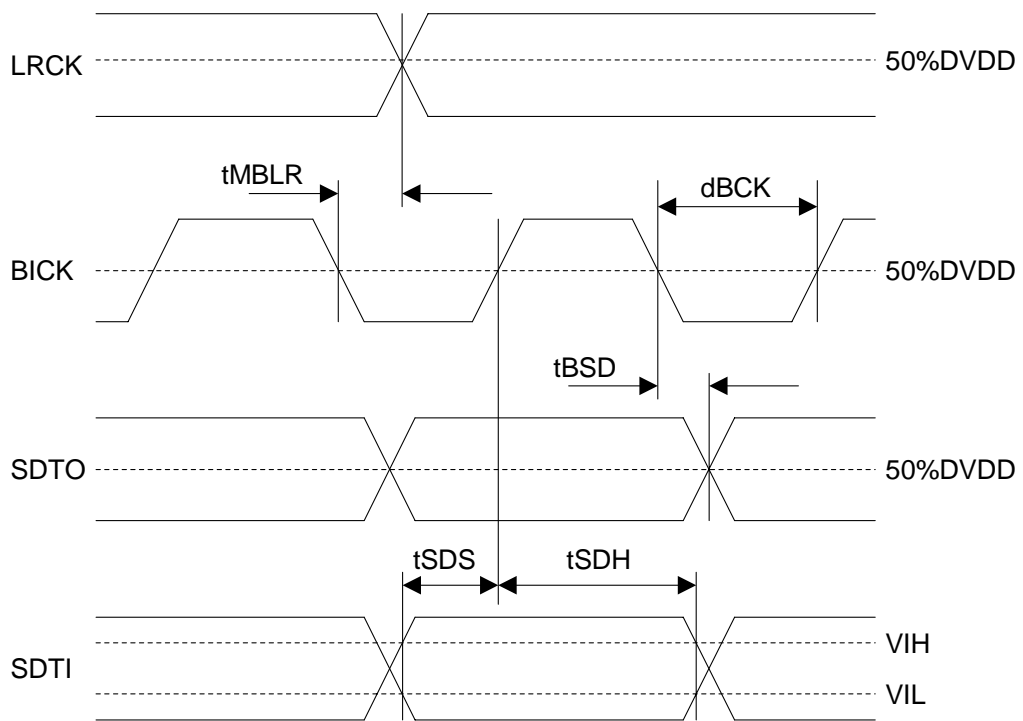 LRCK
50%DVDD
tMBLR
dBCK
BICK
50%DVDD
tBSD
SDTO
50%DVDD
tSDS
tSDH
VIH
SDTI
VIL